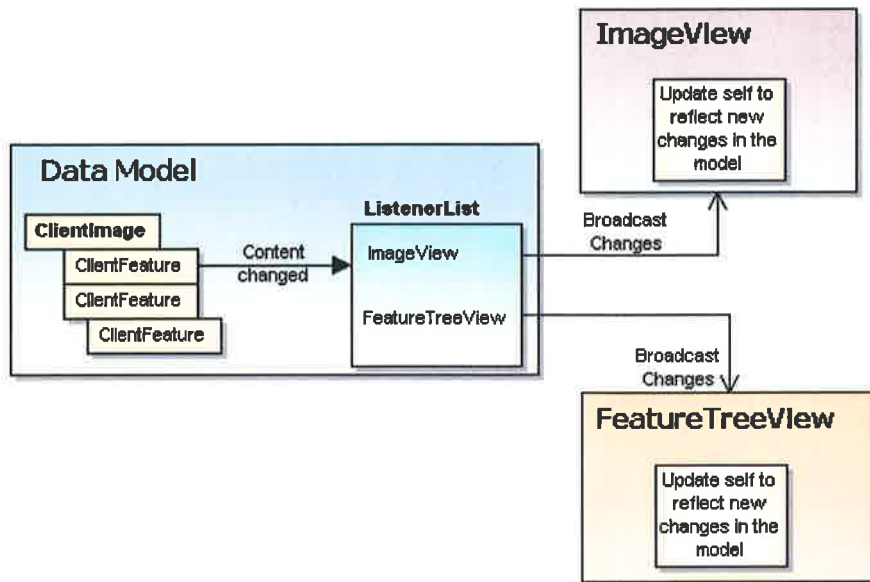 ImageView
Update self to
reflect new
changes in the
model
Data Model
ListenerList
ClientImage
ClientFeature
ClientFeature
ClientFeature
Content
changed
ImageView
FeatureTreeView
Broadcast
Changes
Broadcast
Changes
FeatureTreeView
Update self to
reflect new
changes in the
model